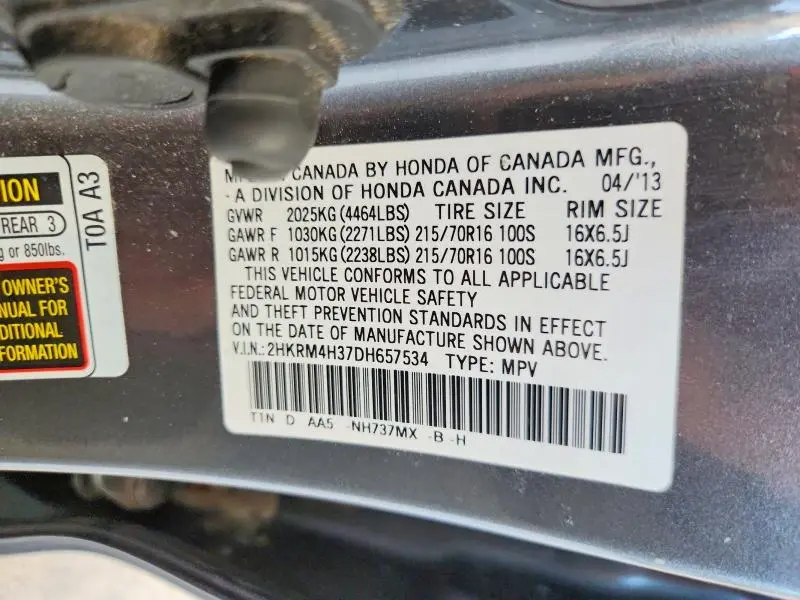 ION
REAR 3
g or 850lbs.
OWNER'S
NUAL FOR
DITIONAL
FORMATION
TOA A3
CANADA BY HONDA OF CANADA MFG.,
- A DIVISION OF HONDA CANADA INC. 04/'13
GVWR 2025KG (4464LBS) TIRE SIZE RIM SIZE
GAWR F 1030KG (2271LBS) 215/70R16 100S 16X6.5J
GAWR R 1015KG (2238LBS) 215/70R16 100S 16X6.5J
THIS VEHICLE CONFORMS TO ALL APPLICABLE
FEDERAL MOTOR VEHICLE SAFETY
AND THEFT PREVENTION STANDARDS IN EFFECT
ON THE DATE OF MANUFACTURE SHOWN ABOVE.
V.I.N.: 2HKRM4H37DH657534 TYPE: MPV
T1N D AA5 -NH737MX -B -H